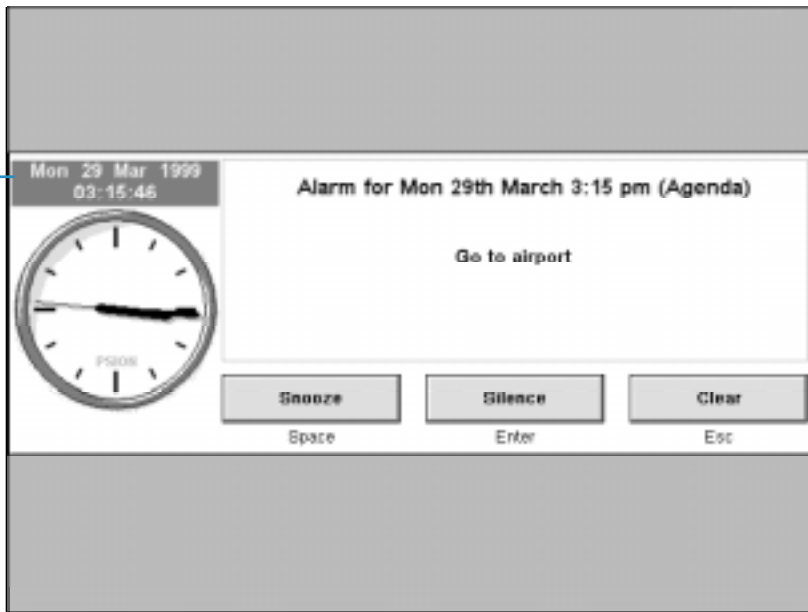 Mon 29 Mar 1999
03:15:46
Alarm for Mon 29th March 3:15 pm (Agenda)
Go to airport
PSION
Snooze
Silence
Clear
Space
Enter
Esc